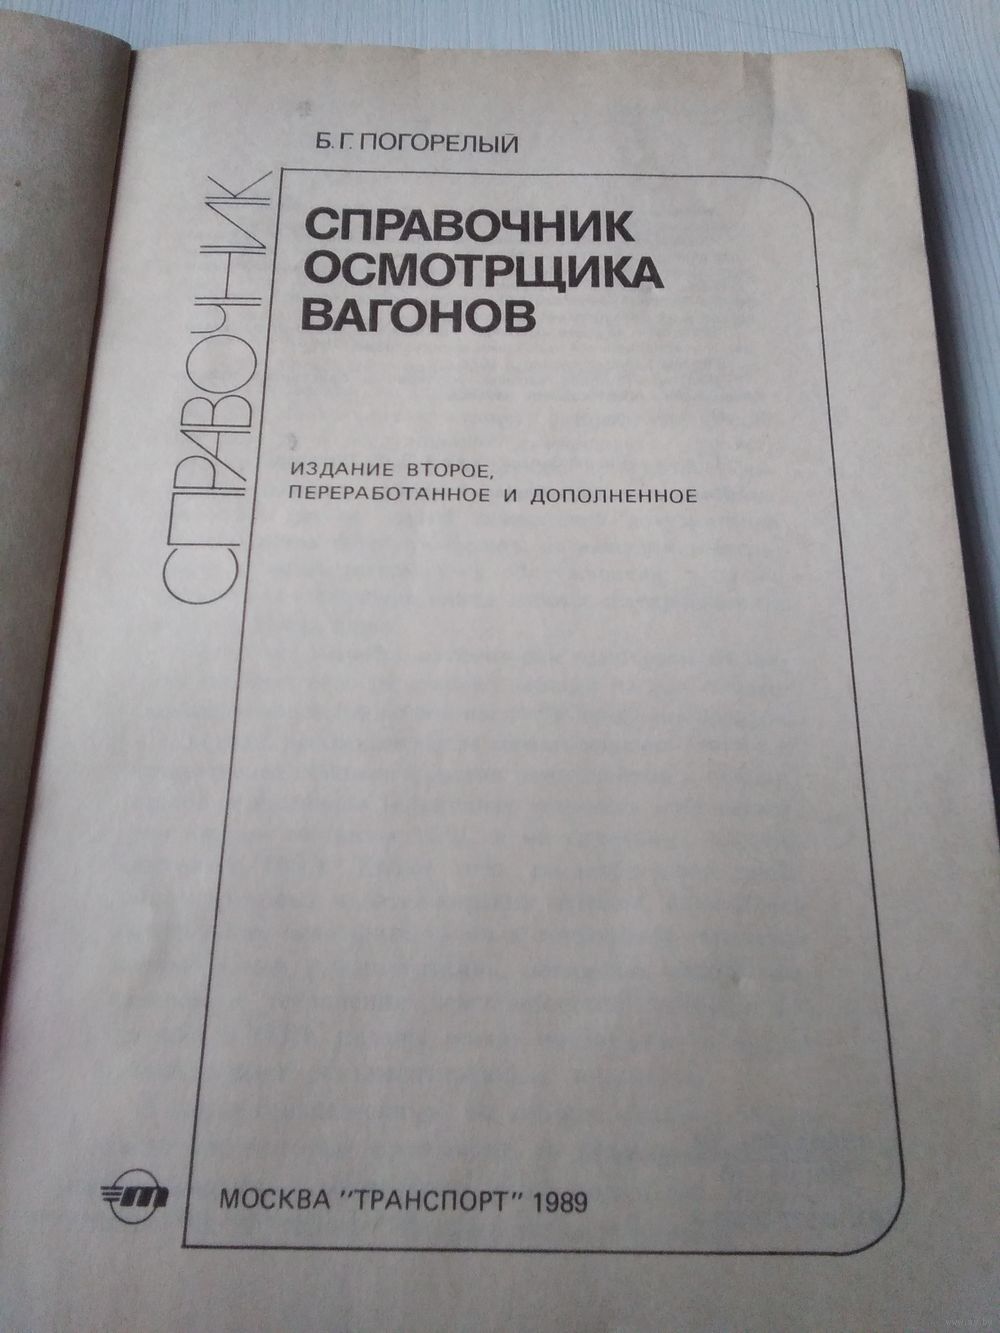 Б. Г. ПОГОРЕЛЫЙ
СПРАВОЧНИК
СПРАВОЧНИК
ОСМОТРЩИКА
ВАГОНОВ
ИЗДАНИЕ ВТОРОЕ,
ПЕРЕРАБОТАННОЕ И ДОПОЛНЕННОЕ
МОСКВА "ТРАНСПОРТ" 1989